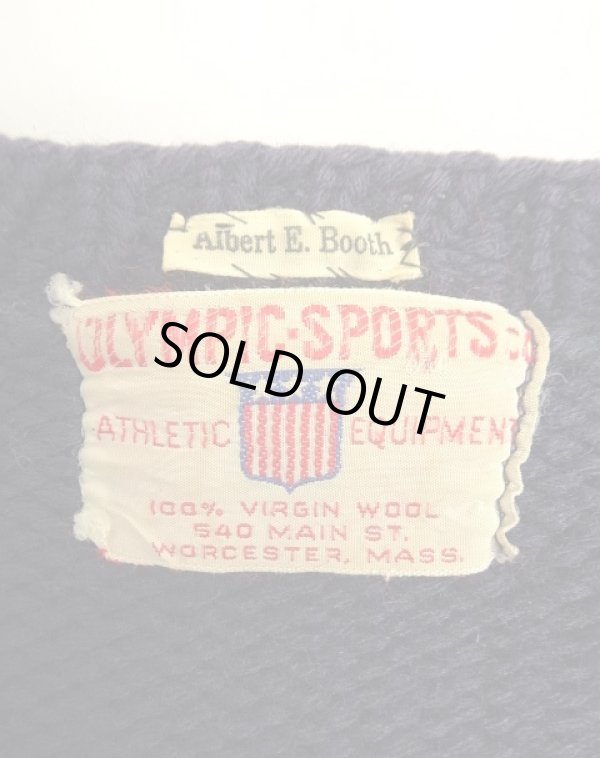 Albert E. Booth
OLYMPIC-SPORTS CO
SOLD OUT
ATHLETIC EQUIPMENT
100% VIRGIN WOOL
540 MAIN ST.
WORCESTER, MASS.